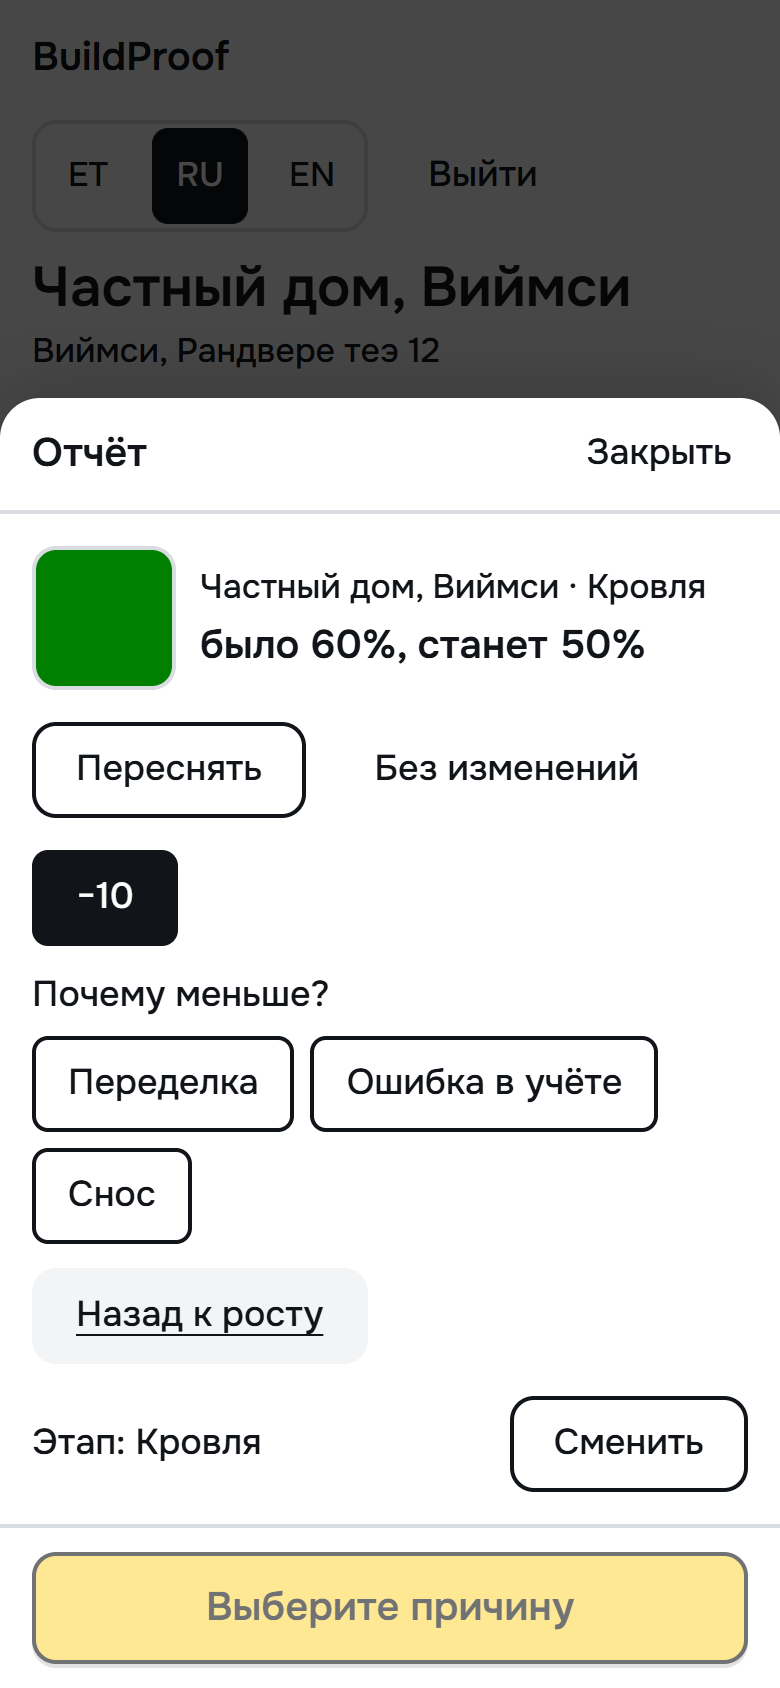 BuildProof
ET RU EN Выйти
Частный дом, Виймси
Виймси, Рандвере теэ 12
Отчёт Закрыть
Частный дом, Виймси · Кровля
было 60%, станет 50%
Переснять Без изменений
−10
Почему меньше?
Переделка Ошибка в учёте
Снос
Назад к росту
Этап: Кровля Сменить
Выберите причину